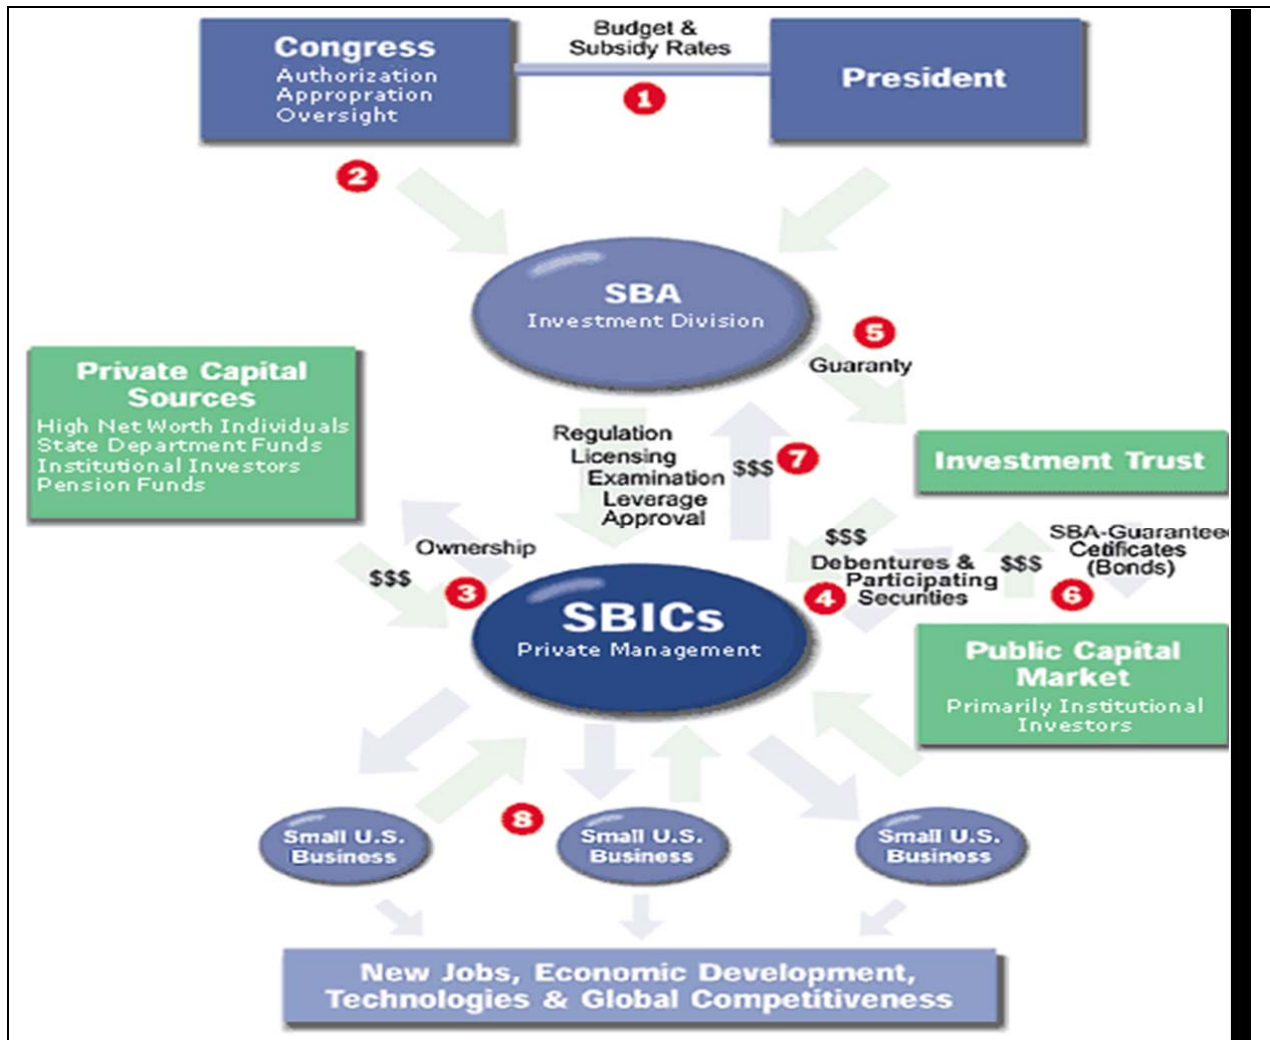 Congress
Authorization
Appropration
Oversight
Budget &
Subsidy Rates
1
President
2
SBA
Investment Division
5
Guaranty
Private Capital
Sources
High Net Worth Individuals
State Department Funds
Institutional Investors
Pension Funds
Regulation
Licensing
Examination
Leverage
Approval
$$$
7
Investment Trust
Ownership
$$$
3
SBICs
Private Management
$$$
Debentures &
Participating
Securities
4
$$$
SBA-Guarantee
Cetificates
(Bonds)
6
Public Capital
Market
Primarily Institutional
Investors
8
Small U.S.
Business
Small U.S.
Business
Small U.S.
Business
New Jobs, Economic Development,
Technologies & Global Competitiveness